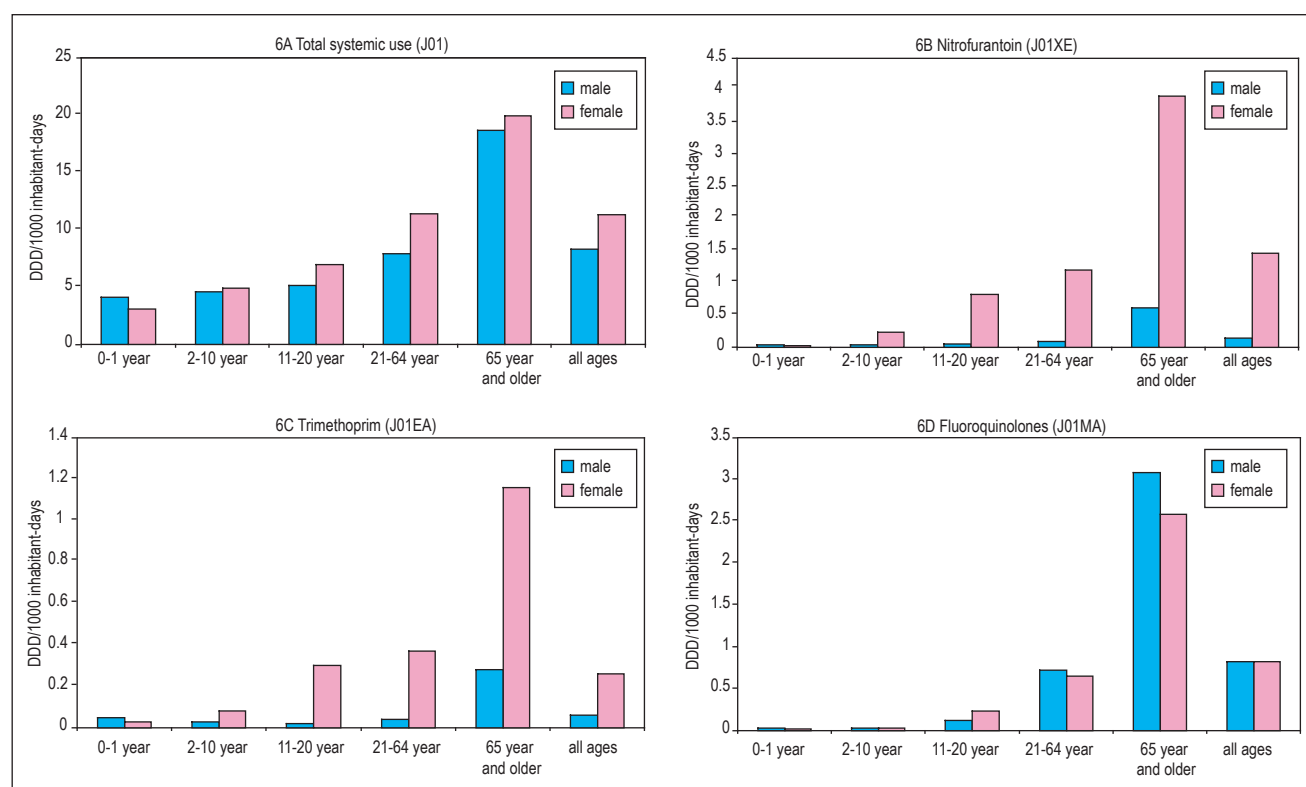 6A Total systemic use (J01)
DDD/1000 inhabitant-days
25
20
15
10
5
0
male
female
0-1 year
2-10 year
11-20 year
21-64 year
65 year
and older
all ages
6B Nitrofurantoin (J01XE)
DDD/1000 inhabitant-days
4.5
4
3.5
3
2.5
2
1.5
1
0.5
0
male
female
0-1 year
2-10 year
11-20 year
21-64 year
65 year
and older
all ages
6C Trimethoprim (J01EA)
DDD/1000 inhabitant-days
1.4
1.2
1
0.8
0.6
0.4
0.2
0
male
female
0-1 year
2-10 year
11-20 year
21-64 year
65 year
and older
all ages
6D Fluoroquinolones (J01MA)
DDD/1000 inhabitant-days
3.5
3
2.5
2
1.5
1
0.5
0
male
female
0-1 year
2-10 year
11-20 year
21-64 year
65 year
and older
all ages